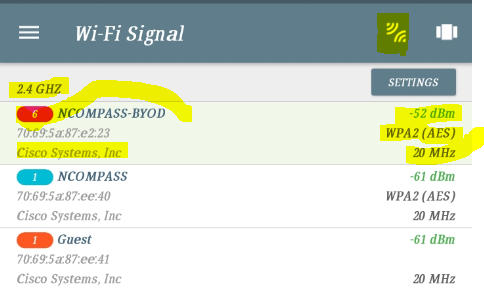 Wi-Fi Signal
2.4 GHZ
SETTINGS
6 NCOMPASS-BYOD -52 dBm
70:69:5a:87:e2:23 WPA2 (AES)
Cisco Systems, Inc 20 MHz
1 NCOMPASS -61 dBm
70:69:5a:87:ee:40 WPA2 (AES)
Cisco Systems, Inc 20 MHz
1 Guest -61 dBm
70:69:5a:87:ee:41
Cisco Systems, Inc 20 MHz